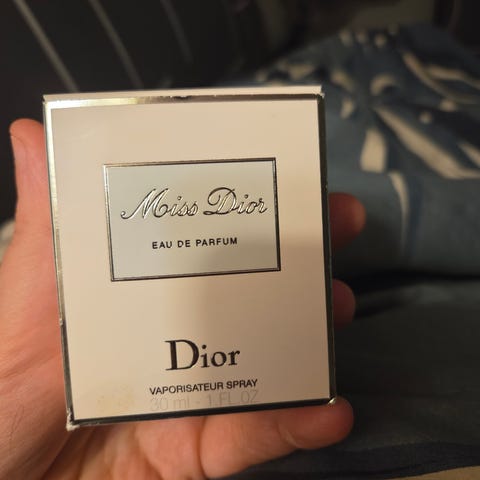 Miss Dior
EAU DE PARFUM
Dior
VAPORISATEUR SPRAY
30 ml - 1.FL.OZ